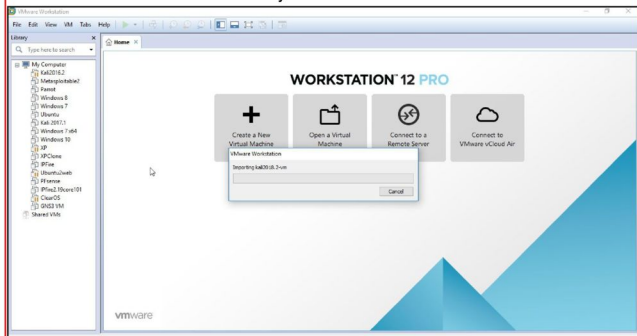 VMware Workstation
File Edit View VM Tabs Help
Library
Home
Type here to search
My Computer
Kali2016.2
Metasploitable2
Parrot
Windows 8
Windows 7
Ubuntu
Kali 2017.1
Windows 7 x64
Windows 10
XP
XPClone
IPFire
Ubuntu2web
PFsense
IPfire2.19core101
ClearOS
GNS3 VM
Shared VMs
WORKSTATION™ 12 PRO
Create a New
Virtual Machine
Open a Virtual
Machine
Connect to a
Remote Server
Connect to
VMware vCloud Air
VMware Workstation
Importing kali2018.2-vm
Cancel
vmware